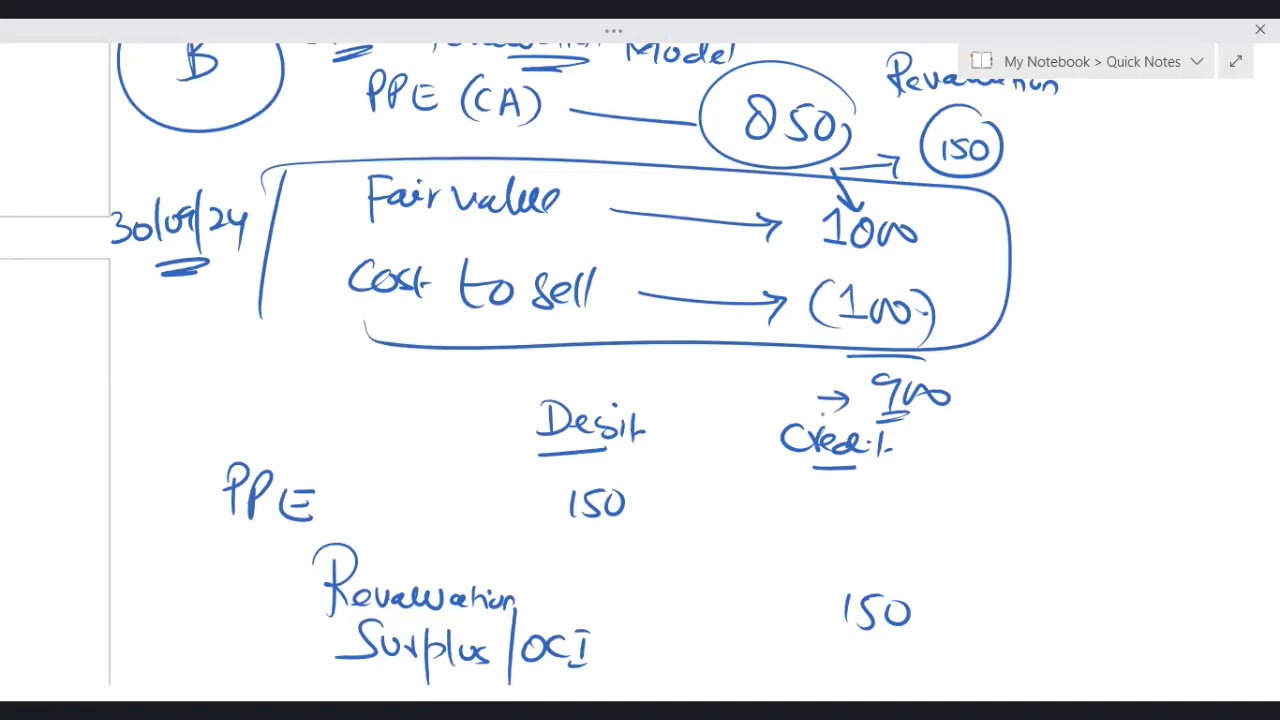 My Notebook > Quick Notes
B Model
Revaluation
PPE (CA) 850
150
30/09/24 Fair value 1000
Cost to sell (100)
900
Debit Credit
PPE 150
Revaluation 150
Surplus/OCI